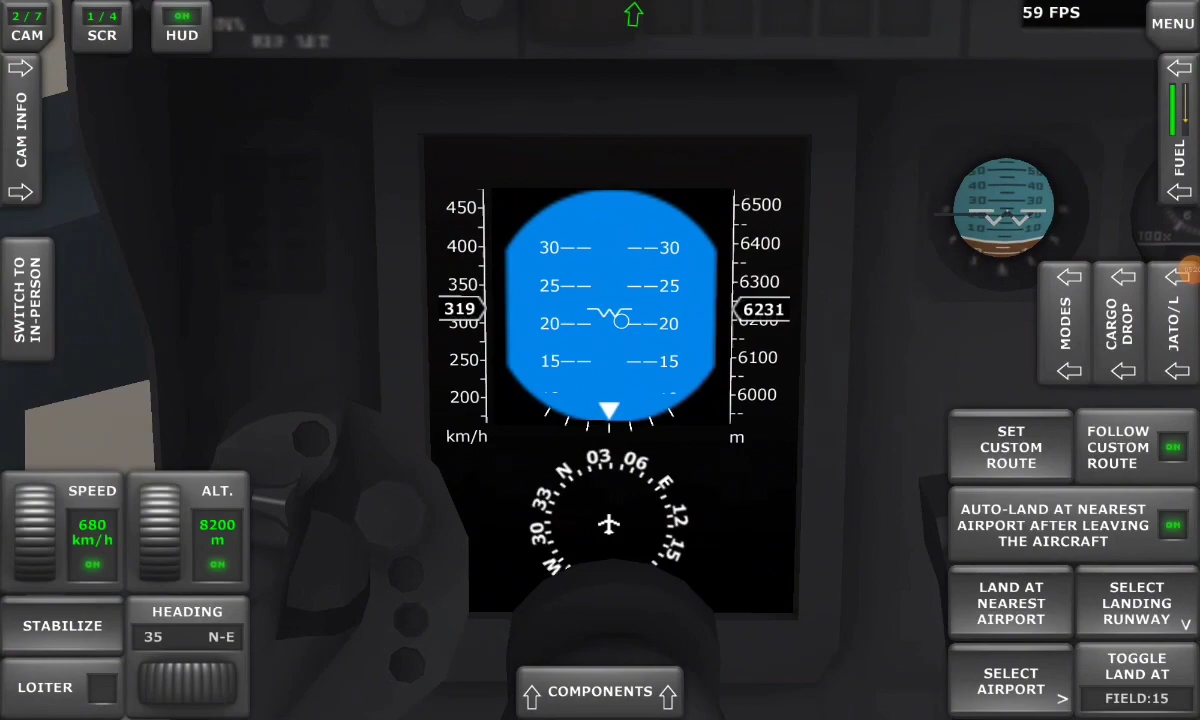 2 / 7
CAM
1 / 4
SCR
ON
HUD
59 FPS
MENU
CAM INFO
FUEL
SWITCH TO
IN-PERSON
450
400
350
319
300
250
200
km/h
30 30
25 25
20 20
15 15
6500
6400
6300
6231
6200
6100
6000
m
30
33
N
03
06
E
12
15
W
MODES
CARGO
DROP
JATO/L
SPEED
680
km/h
ON
ALT.
8200
m
ON
STABILIZE
HEADING
35 N-E
LOITER
COMPONENTS
SET
CUSTOM
ROUTE
FOLLOW
CUSTOM
ROUTE
ON
AUTO-LAND AT NEAREST
AIRPORT AFTER LEAVING
THE AIRCRAFT
ON
LAND AT
NEAREST
AIRPORT
SELECT
LANDING
RUNWAY
SELECT
AIRPORT
TOGGLE
LAND AT
FIELD:15